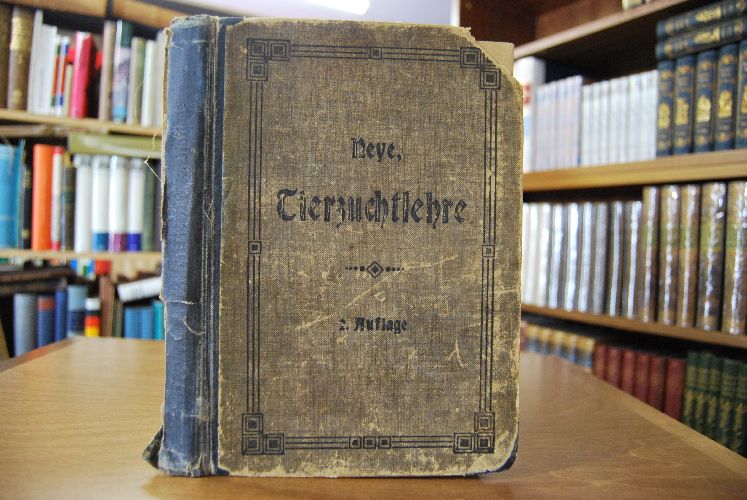 Neye,
Tierzuchtlehre
2. Auflage